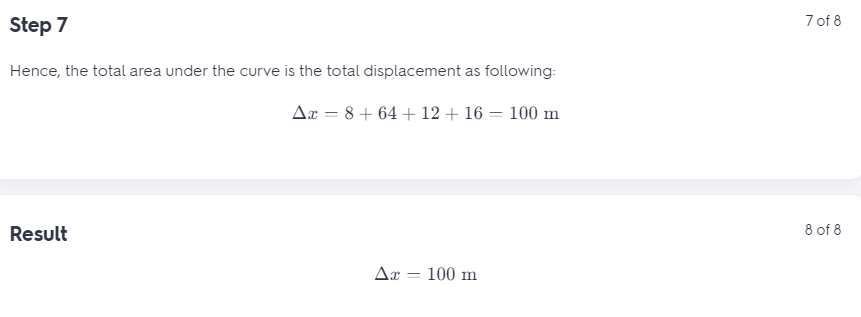 Step 7
7 of 8
Hence, the total area under the curve is the total displacement as following:
Δx = 8 + 64 + 12 + 16 = 100 m
Result
8 of 8
Δx = 100 m